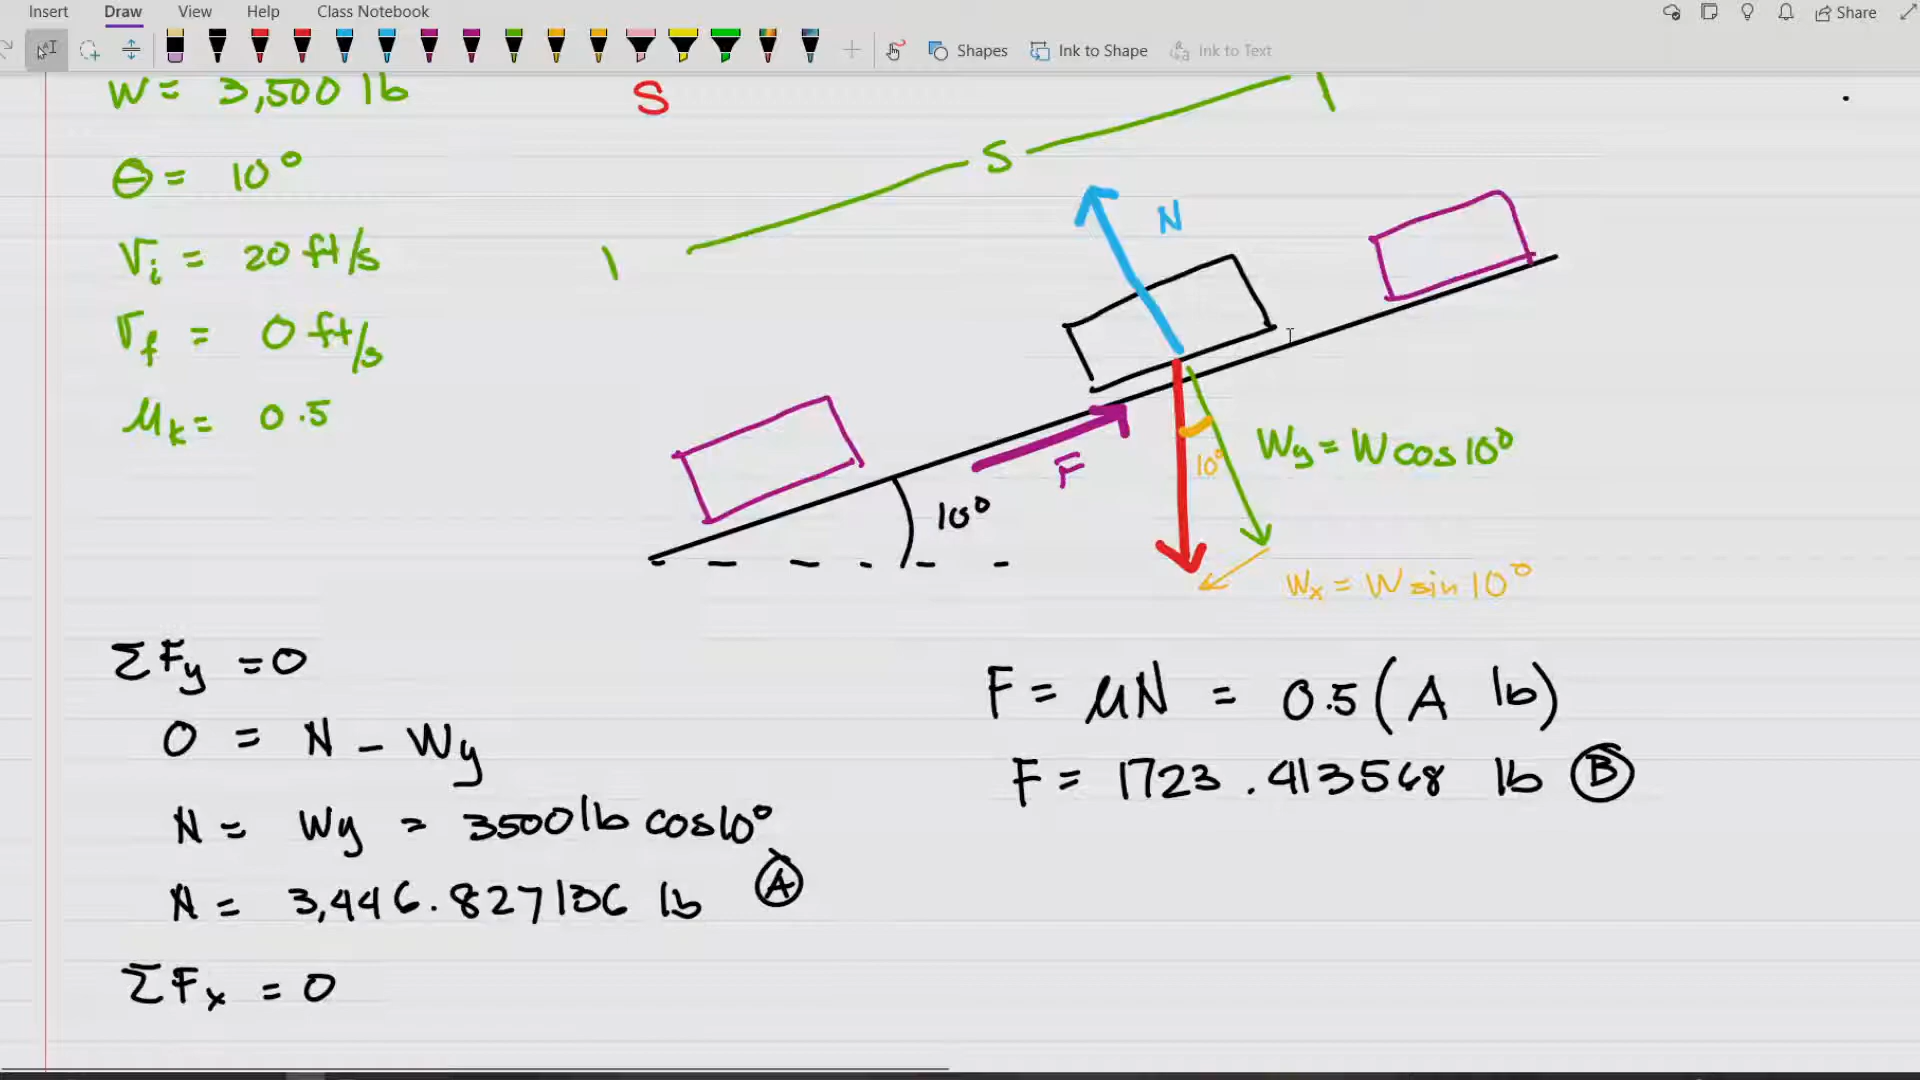 Insert Draw View Help Class Notebook Share
Shapes Ink to Shape Ink to Text
W = 3,500 lb
θ = 10°
Vi = 20 ft/s
Vf = 0 ft/s
μk = 0.5
S
S
N
F
10°
10°
Wy = W cos 10°
Wx = W sin 10°
ΣFy = 0
0 = N - Wy
N = Wy = 3500 lb cos 10°
N = 3,446.827136 lb A
ΣFx = 0
F = μN = 0.5 (A lb)
F = 1723.413568 lb B